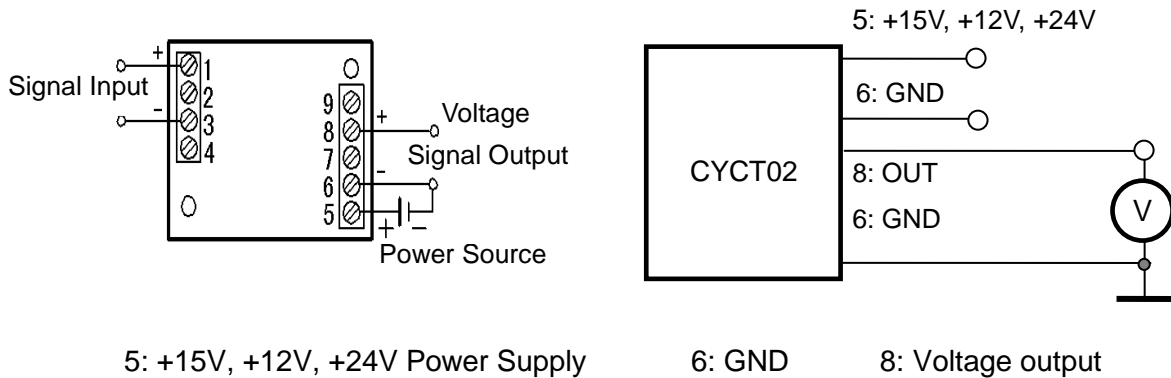 5: +15V, +12V, +24V
+
1
Signal Input
2
-
3
4
9
+
8
Voltage
7
Signal Output
-
6
5
+ -
Power Source
6: GND
CYCT02
8: OUT
6: GND
V
5: +15V, +12V, +24V Power Supply 6: GND 8: Voltage output